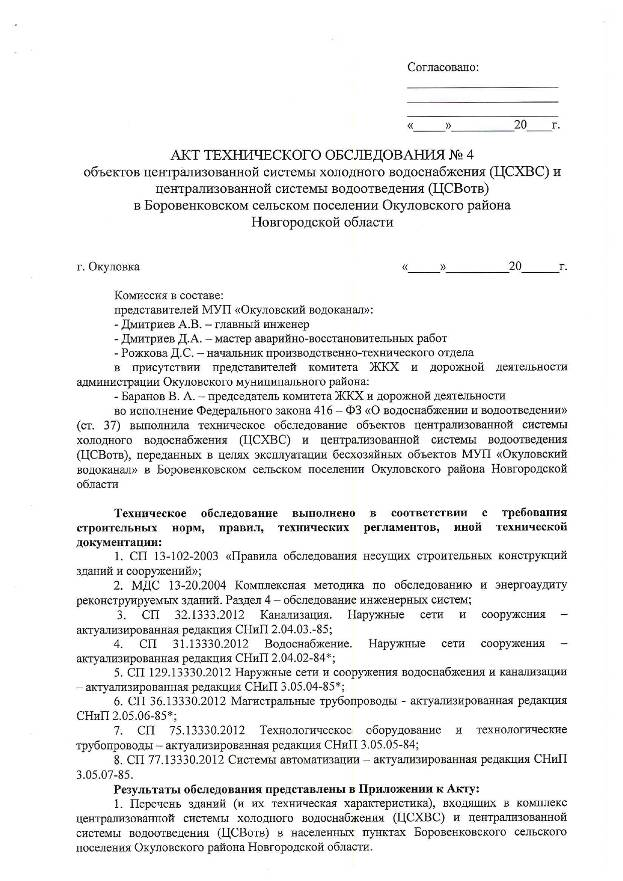 Согласовано:
«_____»__________20____г.
АКТ ТЕХНИЧЕСКОГО ОБСЛЕДОВАНИЯ № 4
объектов централизованной системы холодного водоснабжения (ЦСХВС) и
централизованной системы водоотведения (ЦСВотв)
в Боровенковском сельском поселении Окуловского района
Новгородской области
г. Окуловка «_____»__________20______г.
Комиссия в составе:
представителей МУП «Окуловский водоканал»:
- Дмитриев А.В. – главный инженер
- Дмитриев Д.А. – мастер аварийно-восстановительных работ
- Рожкова Д.С. – начальник производственно-технического отдела
в присутствии представителей комитета ЖКХ и дорожной деятельности
администрации Окуловского муниципального района:
- Баранов В. А. – председатель комитета ЖКХ и дорожной деятельности
во исполнение Федерального закона 416 – ФЗ «О водоснабжении и водоотведении»
(ст. 37) выполнила техническое обследование объектов централизованной системы
холодного водоснабжения (ЦСХВС) и централизованной системы водоотведения
(ЦСВотв), переданных в целях эксплуатации бесхозяйных объектов МУП «Окуловский
водоканал» в Боровенковском сельском поселении Окуловского района Новгородской
области
Техническое обследование выполнено в соответствии с требования
строительных норм, правил, технических регламентов, иной технической
документации:
1. СП 13-102-2003 «Правила обследования несущих строительных конструкций
зданий и сооружений»;
2. МДС 13-20.2004 Комплексная методика по обследованию и энергоаудиту
реконструируемых зданий. Раздел 4 – обследование инженерных систем;
3. СП 32.1333.2012 Канализация. Наружные сети и сооружения –
актуализированная редакция СНиП 2.04.03.-85;
4. СП 31.13330.2012 Водоснабжение. Наружные сети сооружения –
актуализированная редакция СНиП 2.04.02-84*;
5. СП 129.13330.2012 Наружные сети и сооружения водоснабжения и канализации
– актуализированная редакция СНиП 3.05.04-85*;
6. СП 36.13330.2012 Магистральные трубопроводы - актуализированная редакция
СНиП 2.05.06-85*;
7. СП 75.13330.2012 Технологическое оборудование и технологические
трубопроводы – актуализированная редакция СНиП 3.05.05-84;
8. СП 77.13330.2012 Системы автоматизации – актуализированная редакция СНиП
3.05.07-85.
Результаты обследования представлены в Приложении к Акту:
1. Перечень зданий (и их техническая характеристика), входящих в комплекс
централизованной системы холодного водоснабжения (ЦСХВС) и централизованной
системы водоотведения (ЦСВотв) в населенных пунктах Боровенковского сельского
поселения Окуловского района Новгородской области.